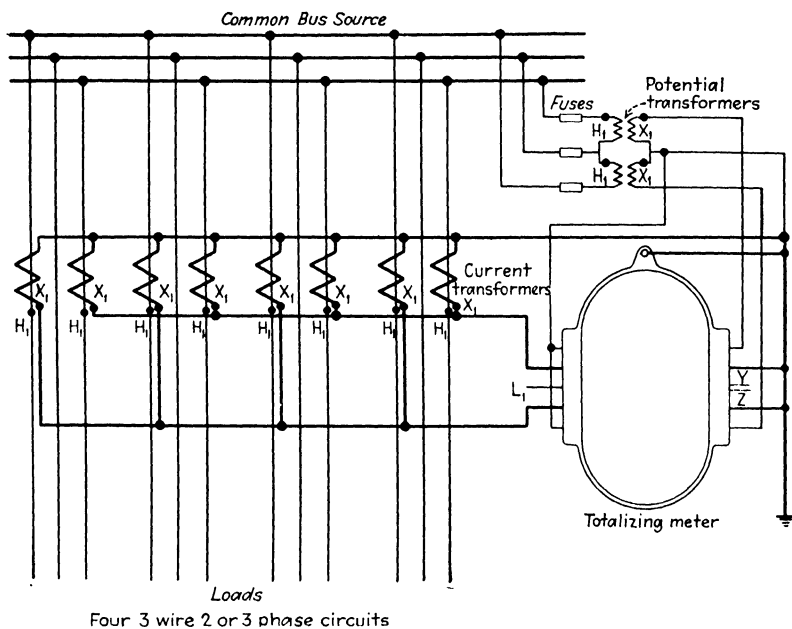 Common Bus Source
Potential
transformers
Fuses
H₁ X₁
H₁ X₁
Current
transformers
X₁ X₁ X₁ X₁ X₁ X₁ X₁ X₁
H₁ H₁ H₁ H₁ H₁ H₁ H₁ H₁
L₁
Y
Z
Totalizing meter
Loads
Four 3 wire 2 or 3 phase circuits